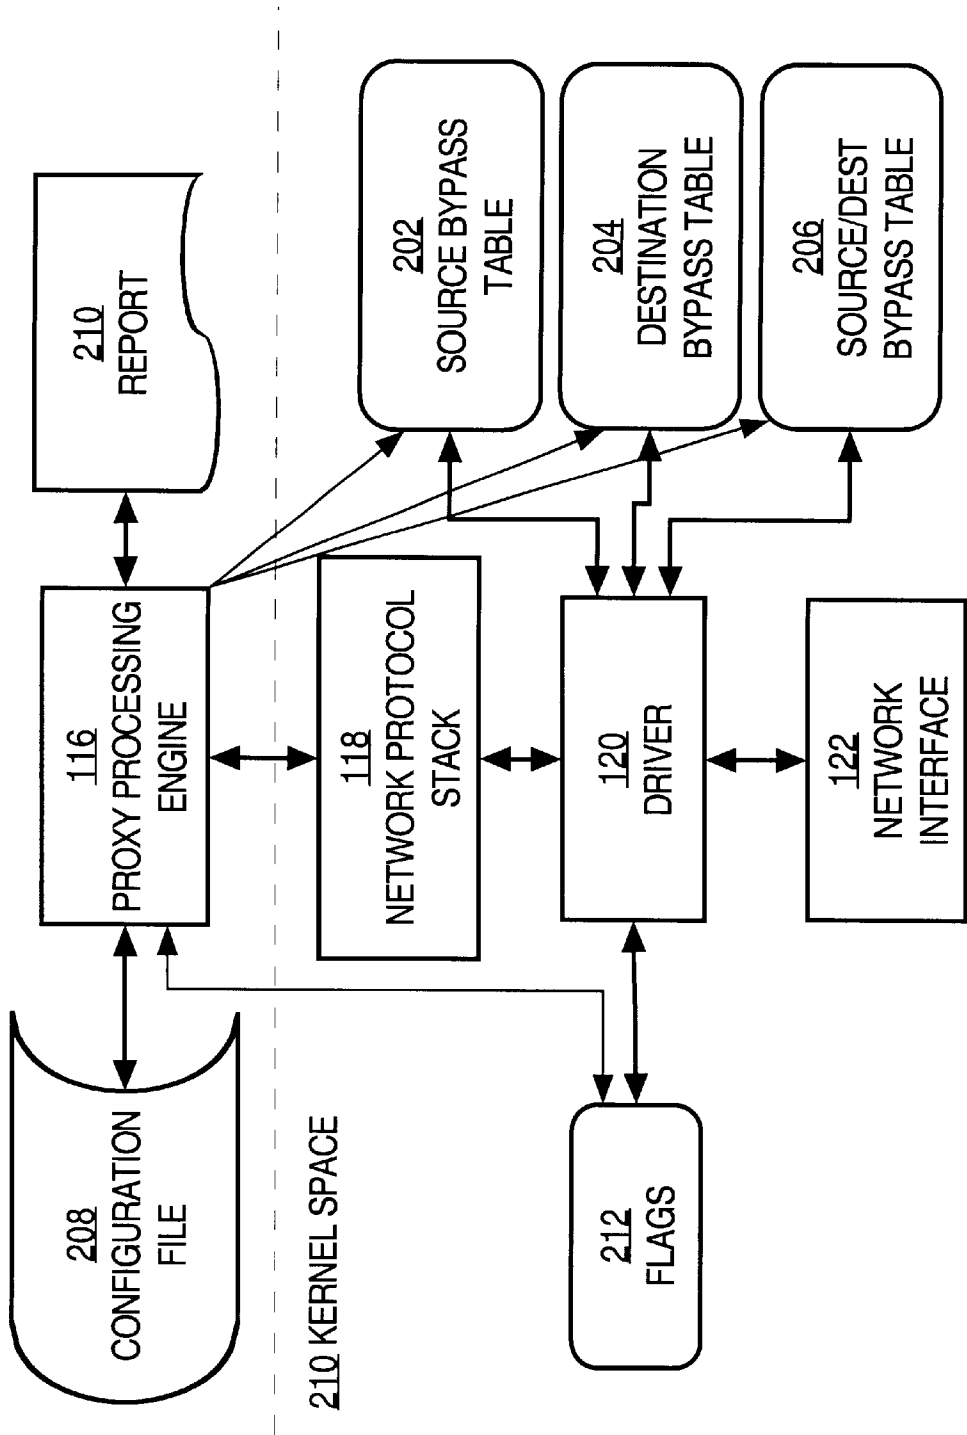 208
CONFIGURATION
FILE
116
PROXY PROCESSING
ENGINE
210
REPORT
210 KERNEL SPACE
118
NETWORK PROTOCOL
STACK
202
SOURCE BYPASS
TABLE
212
FLAGS
120
DRIVER
204
DESTINATION
BYPASS TABLE
122
NETWORK
INTERFACE
206
SOURCE/DEST
BYPASS TABLE